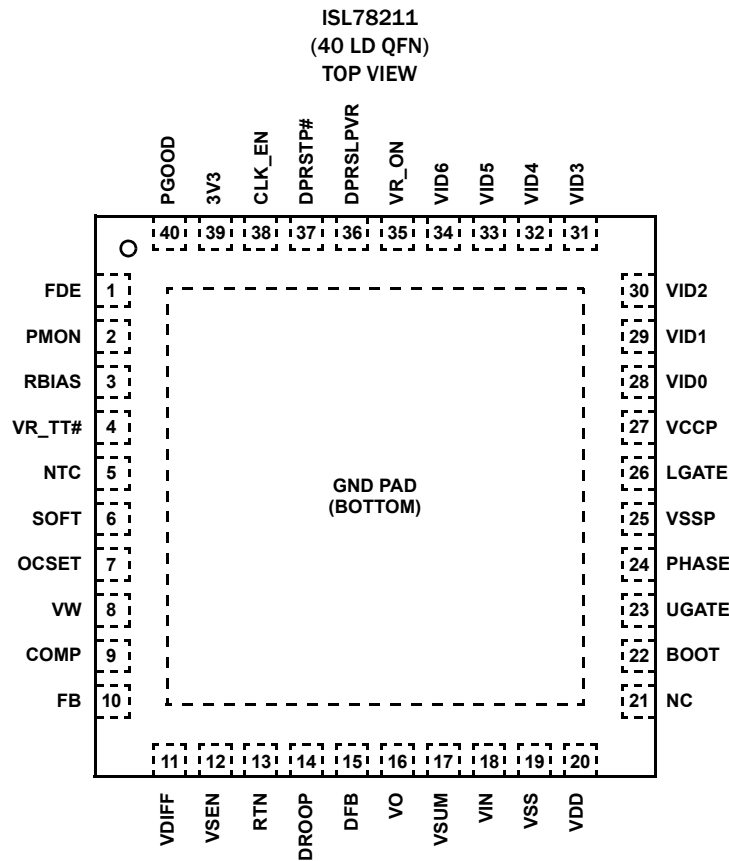 ISL78211
(40 LD QFN)
TOP VIEW
PGOOD
3V3
CLK_EN
DPRSTP#
DPRSLPVR
VR_ON
VID6
VID5
VID4
VID3
40 39 38 37 36 35 34 33 32 31
FDE 1
PMON 2
RBIAS 3
VR_TT# 4
NTC 5
SOFT 6
OCSET 7
VW 8
COMP 9
FB 10
GND PAD
(BOTTOM)
30 VID2
29 VID1
28 VID0
27 VCCP
26 LGATE
25 VSSP
24 PHASE
23 UGATE
22 BOOT
21 NC
11 12 13 14 15 16 17 18 19 20
VDIFF
VSEN
RTN
DROOP
DFB
VO
VSUM
VIN
VSS
VDD